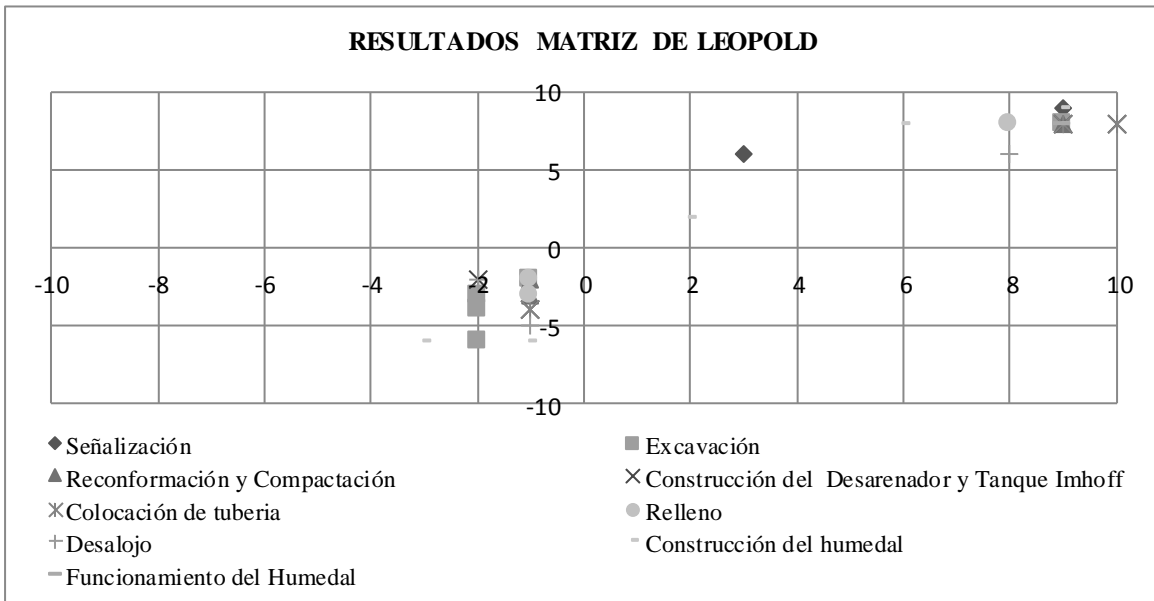 RESULTADOS MATRIZ DE LEOPOLD
10
5
0
-10 -8 -6 -4 -2 0 2 4 6 8 10
-5
-10
Señalización
Excavación
Reconformación y Compactación
Construcción del Desarenador y Tanque Imhoff
Colocación de tuberia
Relleno
Desalojo
Construcción del humedal
Funcionamiento del Humedal